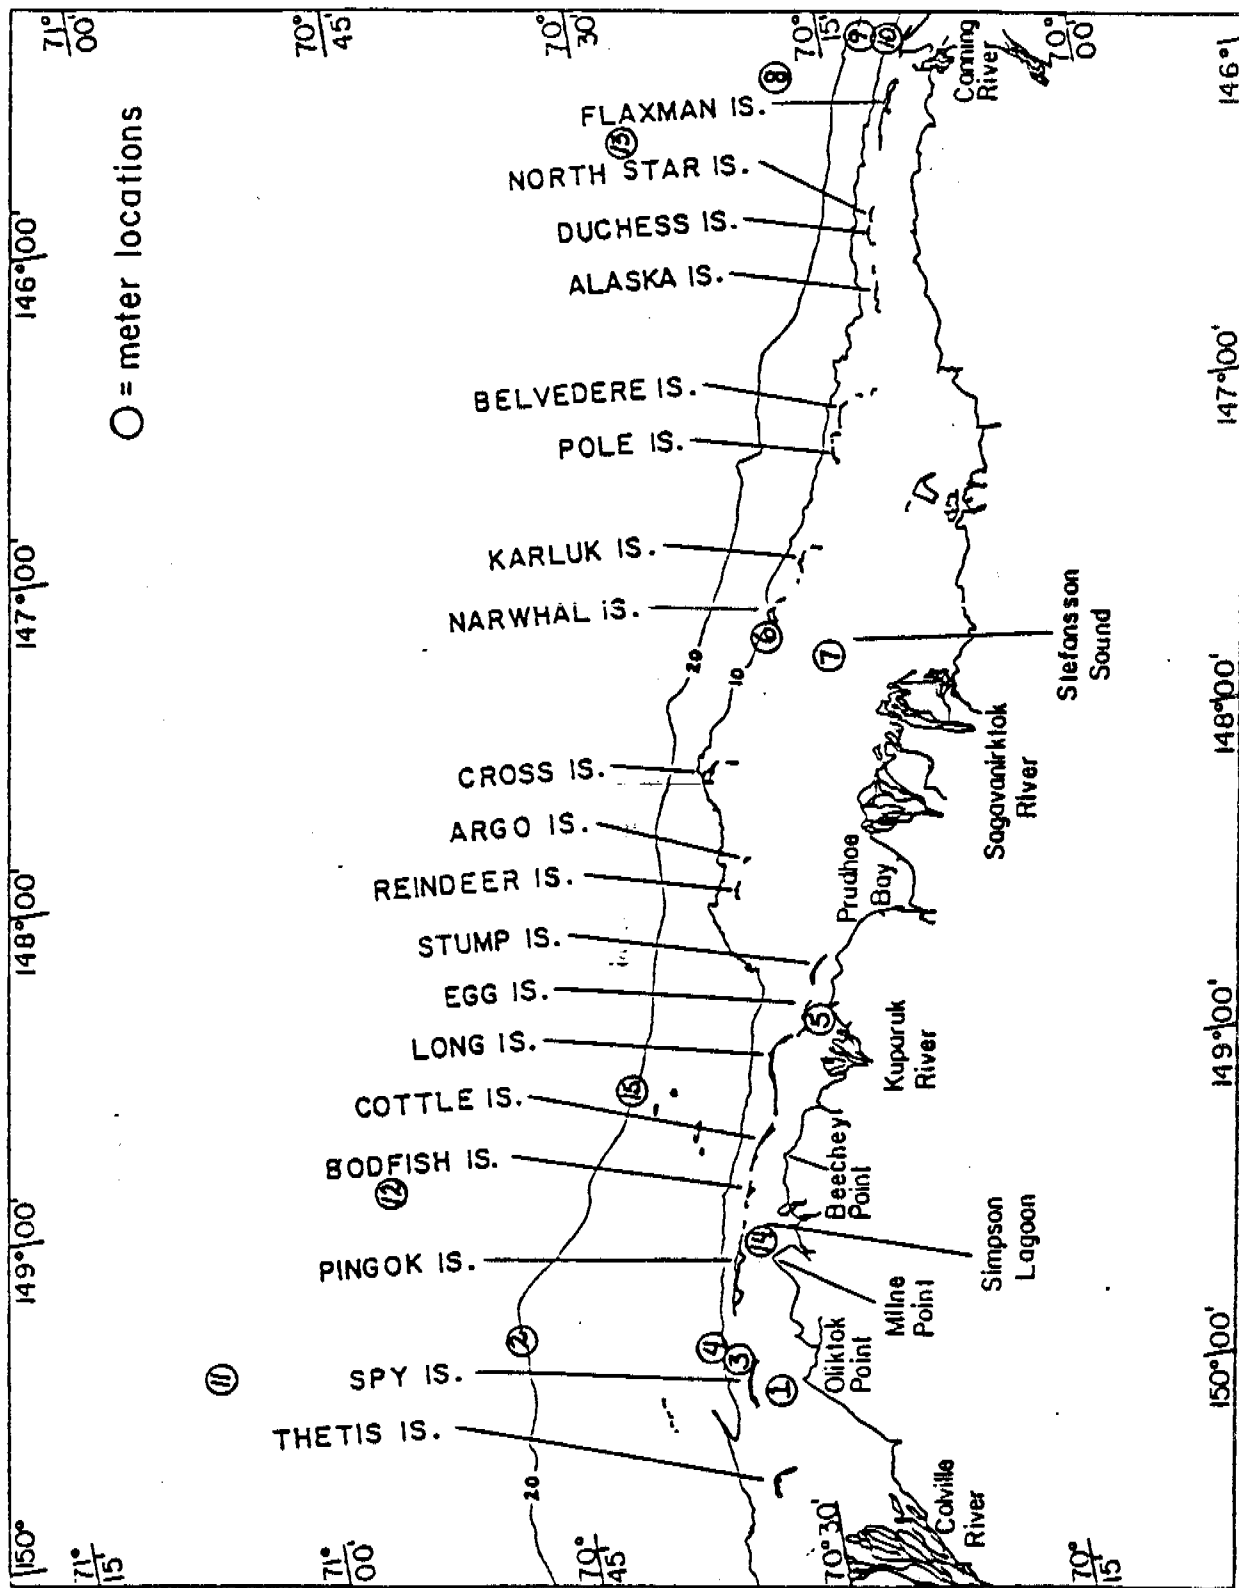 150°
149°00'
148°00'
147°00'
146°00'
71°
15'
71°
00'
70°
45'
70°
30'
70°
15'
71°
00'
70°
45'
70°
30'
70°
15'
70°
00'
O = meter locations
THETIS IS.
SPY IS.
PINGOK IS.
BODFISH IS.
COTTLE IS.
LONG IS.
EGG IS.
STUMP IS.
REINDEER IS.
ARGO IS.
CROSS IS.
NARWHAL IS.
KARLUK IS.
POLE IS.
BELVEDERE IS.
ALASKA IS.
DUCHESS IS.
NORTH STAR IS.
FLAXMAN IS.
11
12
13
2
15
8
20
20
10
4
3
1
14
5
6
7
9
10
Colville
River
Oliktok
Point
Milne
Point
Simpson
Lagoon
Beechey
Point
Kuparuk
River
Prudhoe
Bay
Sagavanirktok
River
Stefansson
Sound
Canning
River
150°00'
149°00'
148°00'
147°00'
146°